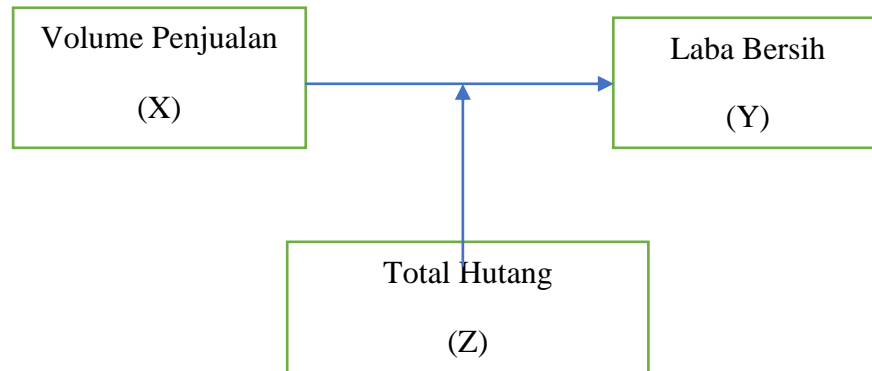 Volume Penjualan
(X)
Laba Bersih
(Y)
Total Hutang
(Z)